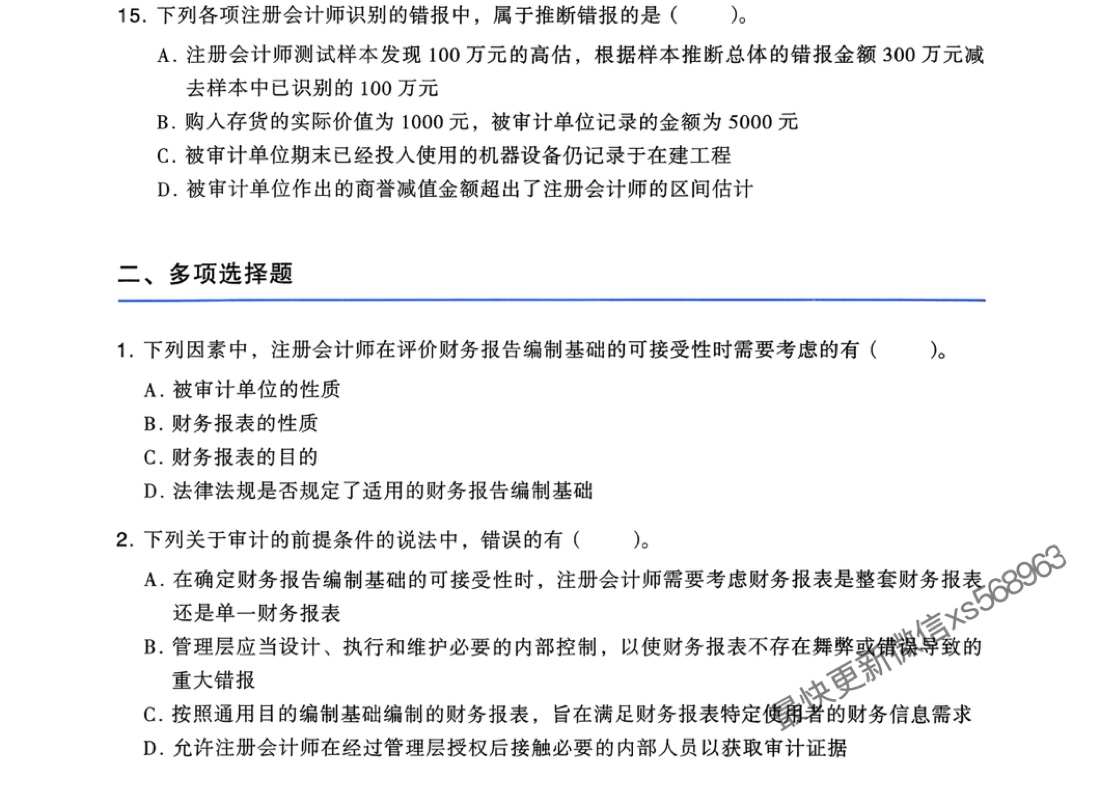 15. 下列各项注册会计师识别的错报中，属于推断错报的是（　　）。
A. 注册会计师测试样本发现 100 万元的高估，根据样本推断总体的错报金额 300 万元减
去样本中已识别的 100 万元
B. 购入存货的实际价值为 1000 元，被审计单位记录的金额为 5000 元
C. 被审计单位期末已经投入使用的机器设备仍记录于在建工程
D. 被审计单位作出的商誉减值金额超出了注册会计师的区间估计
二、多项选择题
1. 下列因素中，注册会计师在评价财务报告编制基础的可接受性时需要考虑的有（　　）。
A. 被审计单位的性质
B. 财务报表的性质
C. 财务报表的目的
D. 法律法规是否规定了适用的财务报告编制基础
2. 下列关于审计的前提条件的说法中，错误的有（　　）。
A. 在确定财务报告编制基础的可接受性时，注册会计师需要考虑财务报表是整套财务报表
还是单一财务报表
B. 管理层应当设计、执行和维护必要的内部控制，以使财务报表不存在舞弊或错误导致的
重大错报
C. 按照通用目的编制基础编制的财务报表，旨在满足财务报表特定使用者的财务信息需求
D. 允许注册会计师在经过管理层授权后接触必要的内部人员以获取审计证据
最快更新微信xs568963